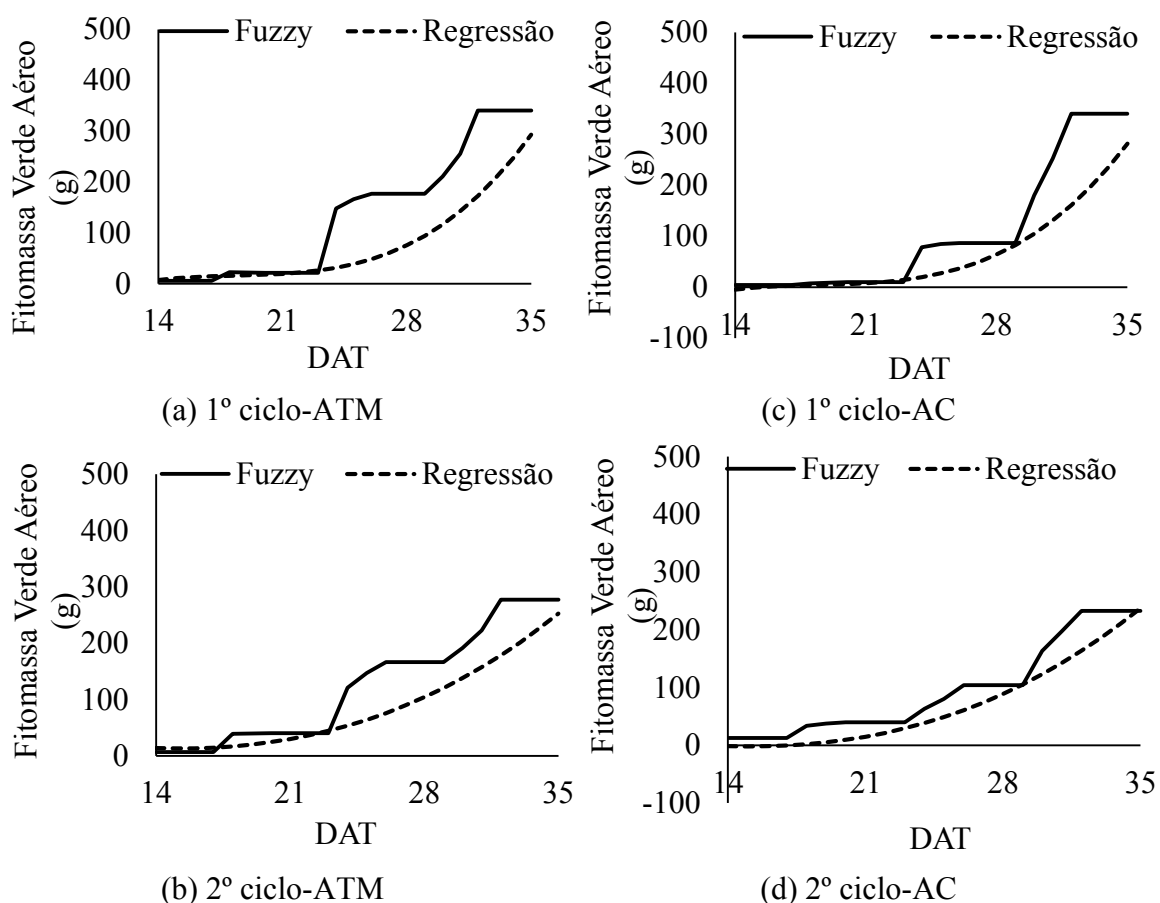 Fitomassa Verde Aéreo
(g)
500
400
300
200
100
0
Fuzzy
Regressão
14
21
28
35
DAT
(a) 1º ciclo-ATM
Fitomassa Verde Aéreo
(g)
500
400
300
200
100
0
-100
Fuzzy
Regressão
14
21
28
35
DAT
(c) 1º ciclo-AC
Fitomassa Verde Aéreo
(g)
500
400
300
200
100
0
Fuzzy
Regressão
14
21
28
35
DAT
(b) 2º ciclo-ATM
Fitomassa Verde Aéreo
(g)
500
400
300
200
100
0
-100
Fuzzy
Regressão
14
21
28
35
DAT
(d) 2º ciclo-AC